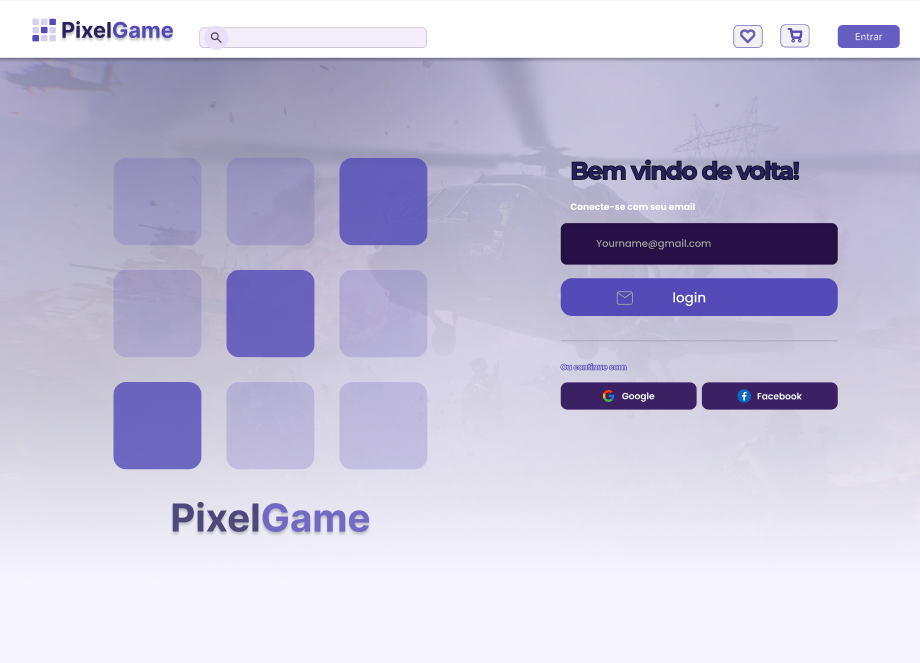 PixelGame
Entrar
Bem vindo de volta!
Conecte-se com seu email
Yourname@gmail.com
login
Ou continue com
Google
Facebook
PixelGame